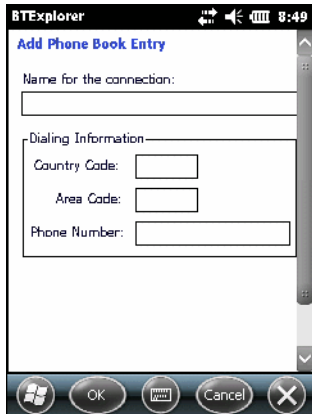 BTExplorer 8:49
Add Phone Book Entry
Name for the connection:
Dialing Information
Country Code:
Area Code:
Phone Number:
OK Cancel